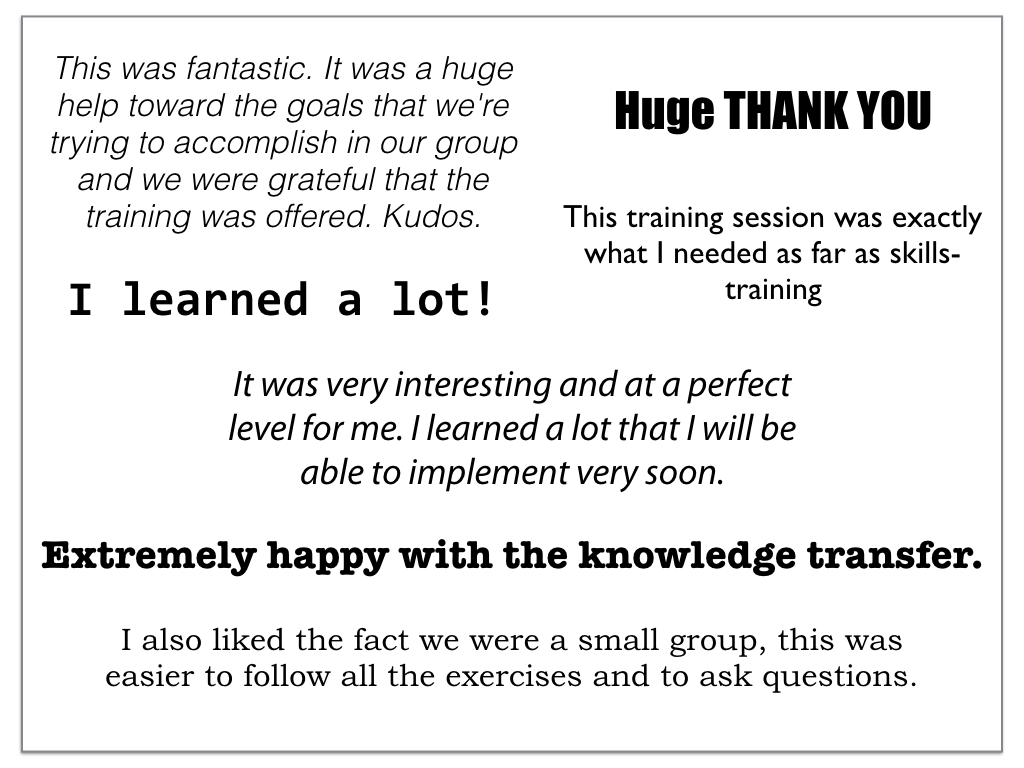 This was fantastic. It was a huge
help toward the goals that we're
trying to accomplish in our group
and we were grateful that the
training was offered. Kudos.
Huge THANK YOU
This training session was exactly
what I needed as far as skills-
training
I learned a lot!
It was very interesting and at a perfect
level for me. I learned a lot that I will be
able to implement very soon.
Extremely happy with the knowledge transfer.
I also liked the fact we were a small group, this was
easier to follow all the exercises and to ask questions.